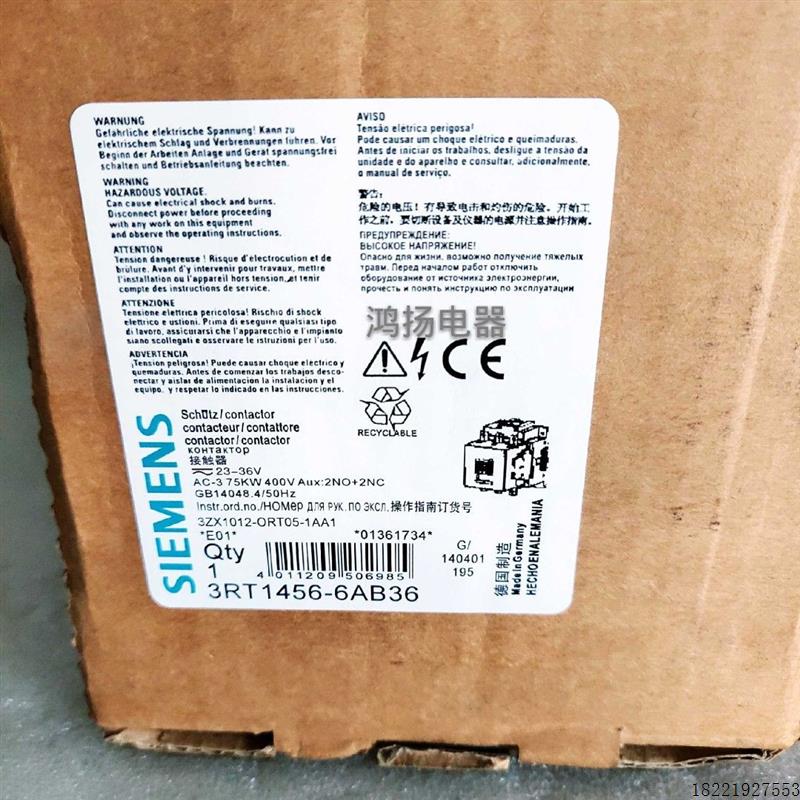 WARNUNG
Gefährliche elektrische Spannung! Kann zu
elektrischem Schlag und Verbrennungen führen. Vor
Beginn der Arbeiten Anlage und Gerät spannungsfrei
schalten und Betriebsanleitung beachten.
WARNING
HAZARDOUS VOLTAGE.
Can cause electrical shock and burns.
Disconnect power before proceeding
with any work on this equipment
and observe the operating instructions.
ATTENTION
Tension dangereuse ! Risque d'electrocution et de
brûlure. Avant d'y intervenir pour travaux, mettre
l'installation ou l'appareil hors tension,et tenir
compte des instructions de service.
ATTENZIONE
Tensione elettrica pericolosa! Rischio di shock
elettrico e ustioni. Prima di eseguire qualsiasi tipo
di lavoro, assicurarsi che l'apparecchio e l'impianto
siano scollegati e osservare le istruzioni per l'uso.
ADVERTENCIA
¡Tension peligrosa! Puede causar choque electrico y
quemaduras. Antes de comenzar los trabajos desco-
nectar y aislar de alimentacion la instalacion y el
equipo. y respetar lo indicado en las instrucciones.
AVISO
Tensão elétrica perigosa!
Pode causar um choque elétrico e queimaduras.
Antes de iniciar os trabalhos, desligue a tensão da
unidade e do aparelho e consultar, adicionalmente,
o manual de serviço.
警告:
危险的电压! 有导致电击和灼伤的危险。开始工
作之前, 要切断设备及仪器的电源并注意操作指南。
ПРЕДУПРЕЖДЕНИЕ:
ВЫСОКОЕ НАПРЯЖЕНИЕ!
Опасно для жизни, возможно получение тяжелых
травм. Перед началом работ отключить
оборудование от источника электроэнергии,
прочесть и понять инструкцию по эксплуатации
鸿扬电器
CE
RECYCLABLE
SIEMENS
Schütz/contactor
contacteur/contattore
contactor/contactor
контактор
接触器
23-36V
AC-3 75KW 400V Aux:2NO+2NC
GB14048.4/50Hz
Instr.ord.no./НОМер ДЛЯ РУК. ПО ЭКСЛ.操作指南订货号
3ZX1012-ORT05-1AA1
*E01* *01361734*
Qty
1
4 011209 506985
G/
140401
195
3RT1456-6AB36
德国制造
Made in Germany
HECHOENALEMANIA
18221927553